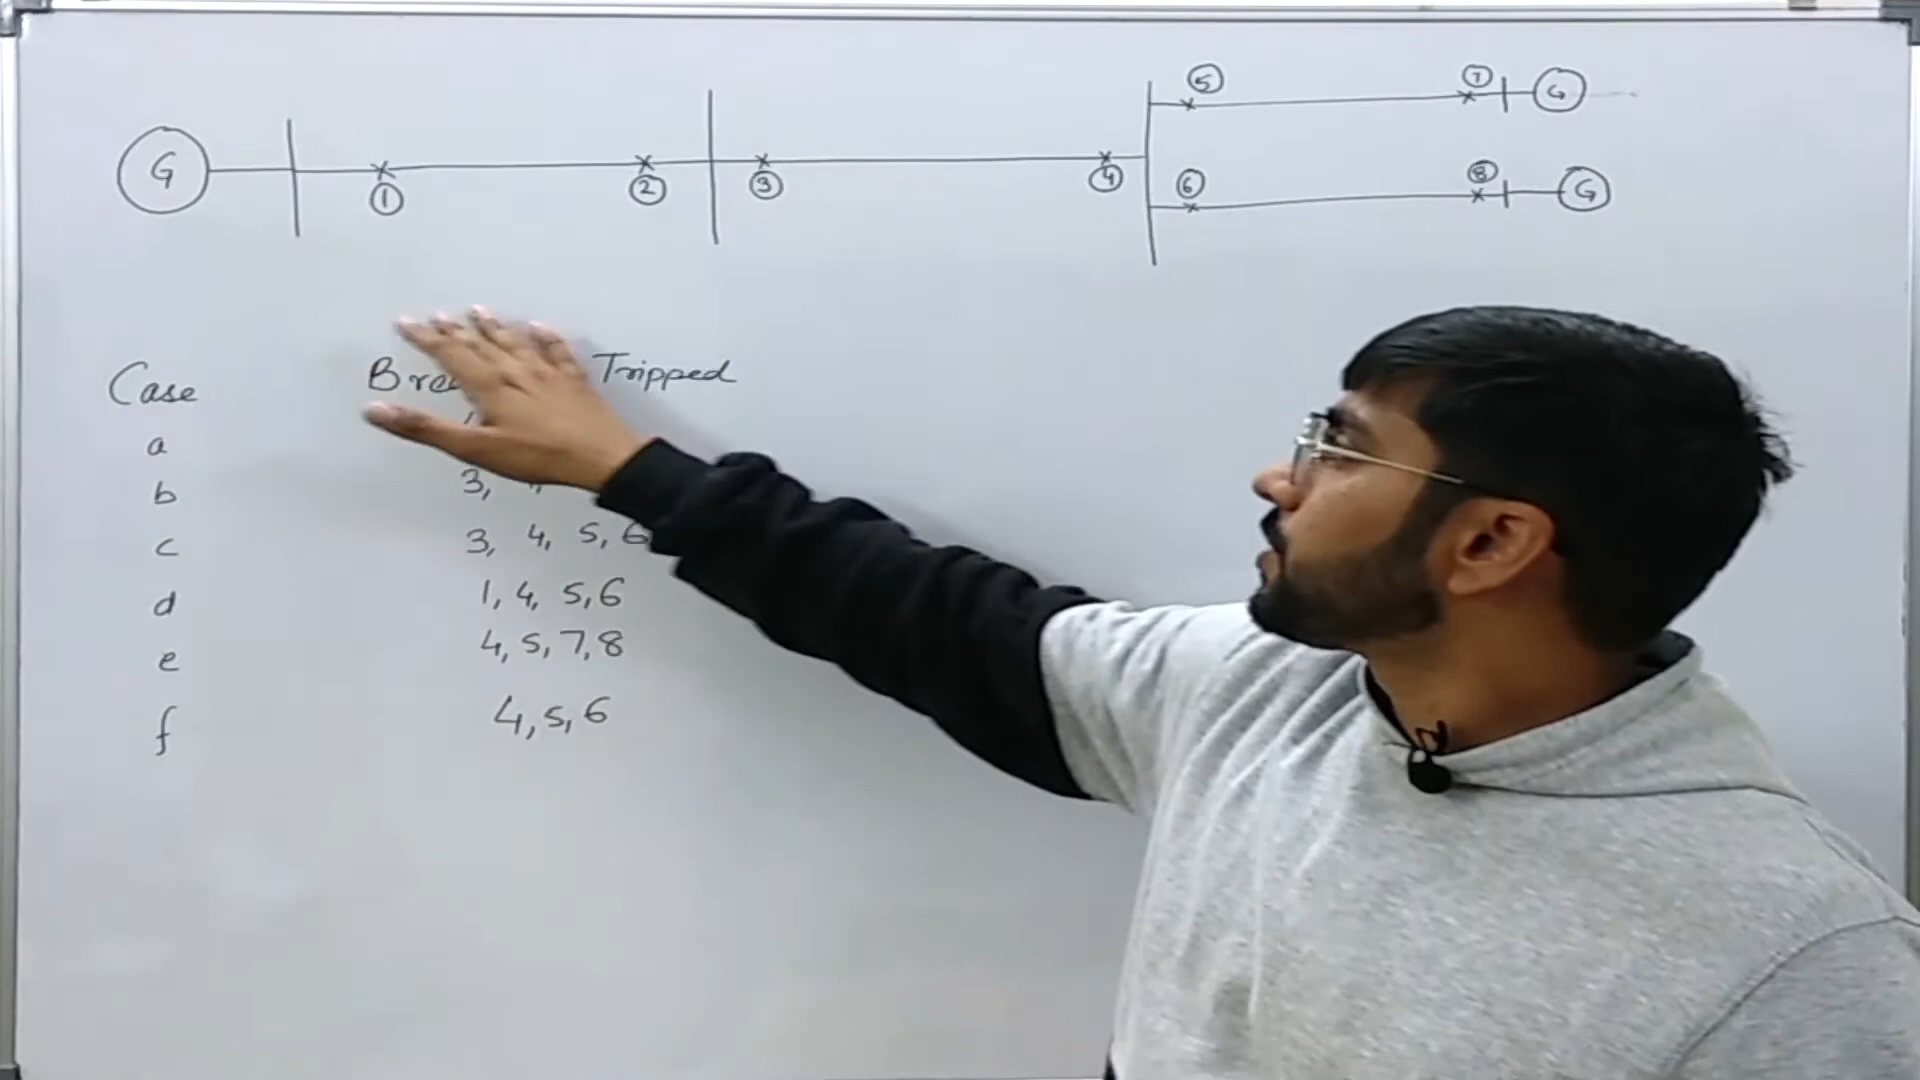 5 7 G
G 1 2 3 4 6 8 G
Case Tripped
a
b 3,
c 3, 4, 5, 6
d 1, 4, 5, 6
e 4, 5, 7, 8
f 4, 5, 6